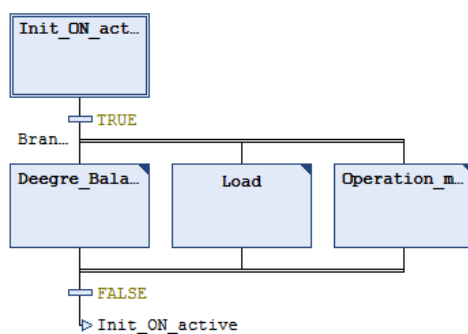 Init_ON_act...
TRUE
Bran...
Deegre_Bala...
Load
Operation_m...
FALSE
Init_ON_active